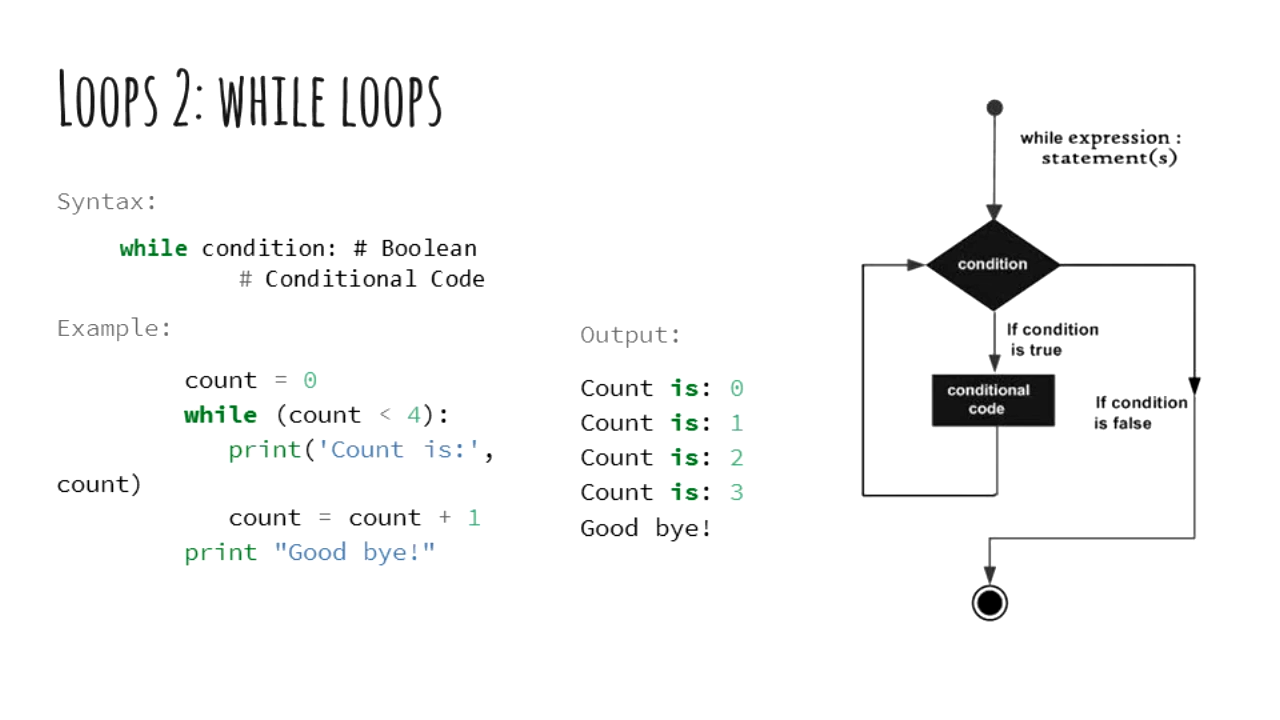 Loops 2: while loops
Syntax:
while condition: # Boolean
# Conditional Code
Example:
count = 0
while (count < 4):
print('Count is:',
count)
count = count + 1
print "Good bye!"
Output:
Count is: 0
Count is: 1
Count is: 2
Count is: 3
Good bye!
while expression :
statement(s)
condition
If condition
is true
conditional
code
If condition
is false